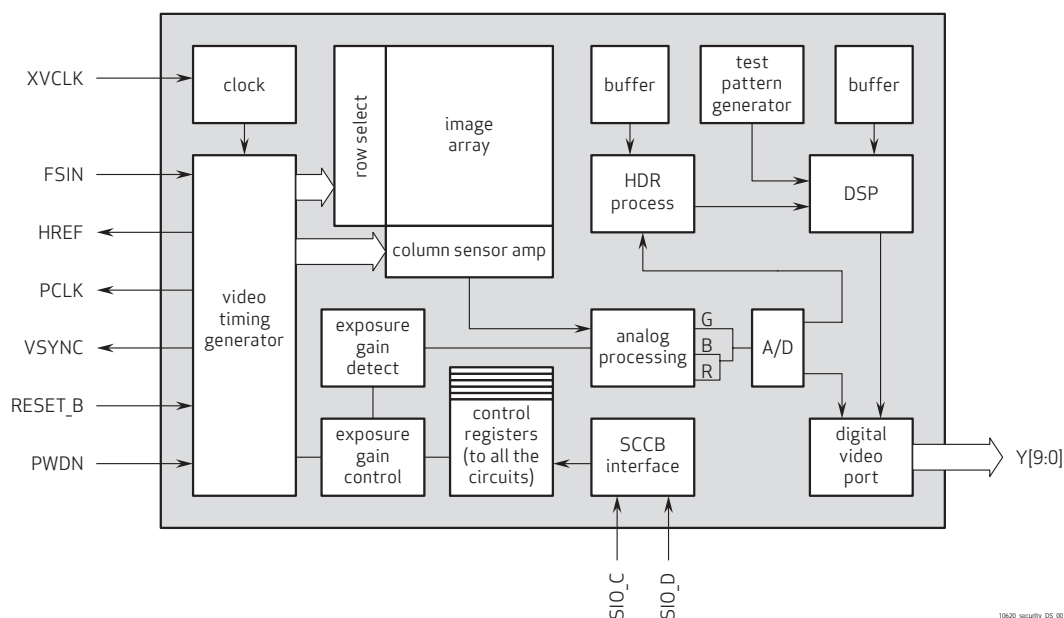 XVCLK
FSIN
HREF
PCLK
VSYNC
RESET_B
PWDN
clock
video
timing
generator
row select
image
array
column sensor amp
exposure
gain
detect
exposure
gain
control
control
registers
(to all the
circuits)
buffer
test
pattern
generator
buffer
HDR
process
DSP
analog
processing
G
B
R
A/D
SCCB
interface
digital
video
port
Y[9:0]
SIO_C
SIO_D